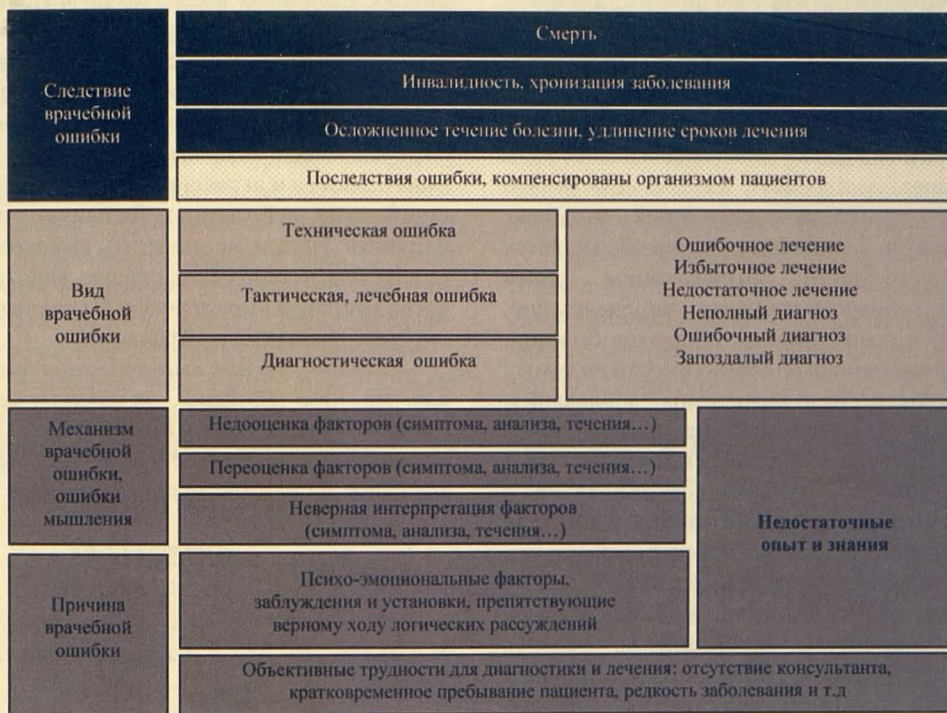 Следствие
врачебной
ошибки
Смерть
Инвалидность, хронизация заболевания
Осложненное течение болезни, удлинение сроков лечения
Последствия ошибки, компенсированы организмом пациентов
Вид
врачебной
ошибки
Техническая ошибка
Тактическая, лечебная ошибка
Диагностическая ошибка
Ошибочное лечение
Избыточное лечение
Недостаточное лечение
Неполный диагноз
Ошибочный диагноз
Запоздалый диагноз
Механизм
врачебной
ошибки,
ошибки
мышления
Недооценка факторов (симптома, анализа, течения...)
Переоценка факторов (симптома, анализа, течения...)
Неверная интерпретация факторов
(симптома, анализа, течения...)
Недостаточные
опыт и знания
Причина
врачебной
ошибки
Психо-эмоциональные факторы,
заблуждения и установки, препятствующие
верному ходу логических рассуждений
Объективные трудности для диагностики и лечения: отсутствие консультанта,
кратковременное пребывание пациента, редкость заболевания и т.д